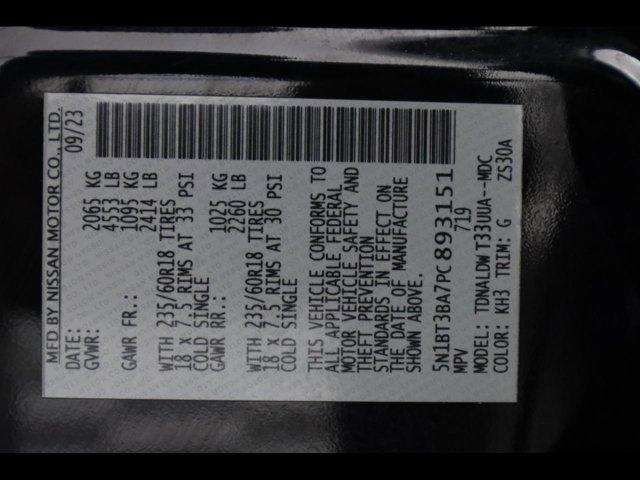 MFD BY NISSAN MOTOR CO., LTD.
DATE: 09/23
GVWR: 2065 KG
4553 LB
GAWR FR.: 1095 KG
2414 LB
WITH 235/60R18 TIRES
18 x 7.5 RIMS AT 33 PSI
COLD SINGLE
GAWR RR.: 1025 KG
2260 LB
WITH 235/60R18 TIRES
18 x 7.5 RIMS AT 30 PSI
COLD SINGLE
THIS VEHICLE CONFORMS TO
ALL APPLICABLE FEDERAL
MOTOR VEHICLE SAFETY AND
THEFT PREVENTION
STANDARDS IN EFFECT ON
THE DATE OF MANUFACTURE
SHOWN ABOVE.
5N1BT3BA7PC893151
MPV 719
MODEL: TDNALDW T33UUA--MDC
COLOR: KH3 TRIM: G ZS30A